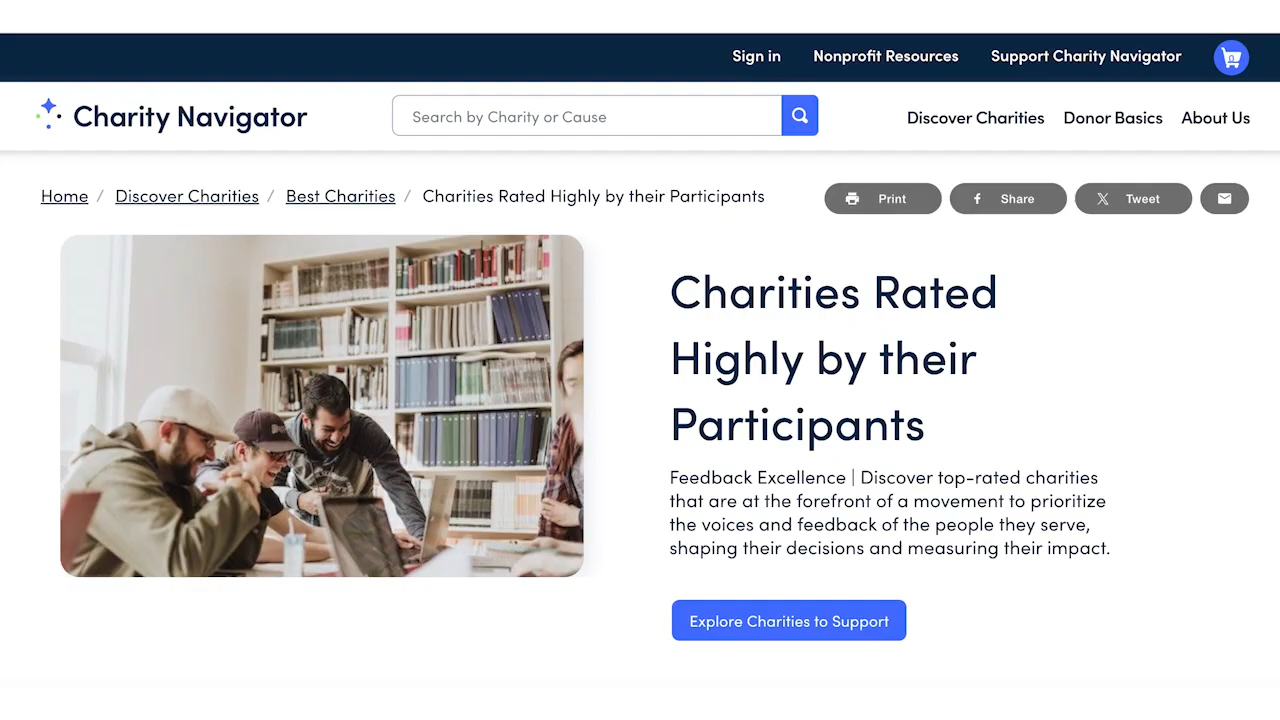 Sign in Nonprofit Resources Support Charity Navigator 0
Charity Navigator Search by Charity or Cause Discover Charities Donor Basics About Us
Home / Discover Charities / Best Charities / Charities Rated Highly by their Participants Print Share Tweet
Charities Rated
Highly by their
Participants
Feedback Excellence | Discover top-rated charities
that are at the forefront of a movement to prioritize
the voices and feedback of the people they serve,
shaping their decisions and measuring their impact.
Explore Charities to Support